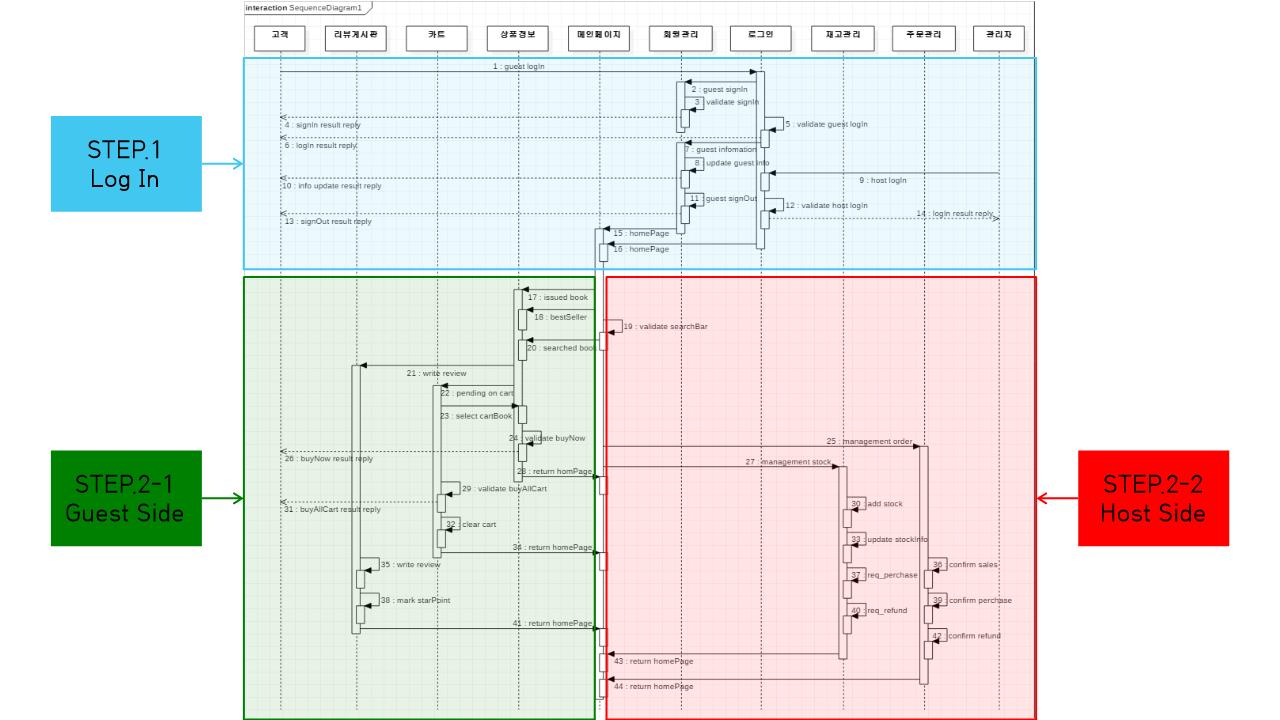 interaction SequenceDiagram1
고객
리뷰게시판
카트
상품정보
메인페이지
회원관리
로그인
재고관리
주문관리
관리자
1 : guest logIn
2 : guest signIn
3 : validate signIn
4 : signIn result reply
5 : validate guest logIn
6 : logIn result reply
7 : guest infomation
8 : update guest info
9 : host logIn
10 : info update result reply
11 : guest signOut
12 : validate host logIn
13 : signOut result reply
14 : logIn result reply
15 : homePage
16 : homePage
STEP.1
Log In
17 : issued book
18 : bestSeller
19 : validate searchBar
20 : searched book
21 : write review
22 : pending on cart
23 : select cartBook
24 : validate buyNow
25 : management order
26 : buyNow result reply
27 : management stock
28 : return homPage
29 : validate buyAllCart
30 : add stock
31 : buyAllCart result reply
32 : clear cart
33 : update stockInfo
34 : return homePage
35 : write review
36 : confirm sales
37 : req_perchase
38 : mark starPoint
39 : confirm perchase
40 : req_refund
41 : return homePage
42 : confirm refund
43 : return homePage
44 : return homePage
STEP.2-1
Guest Side
STEP.2-2
Host Side